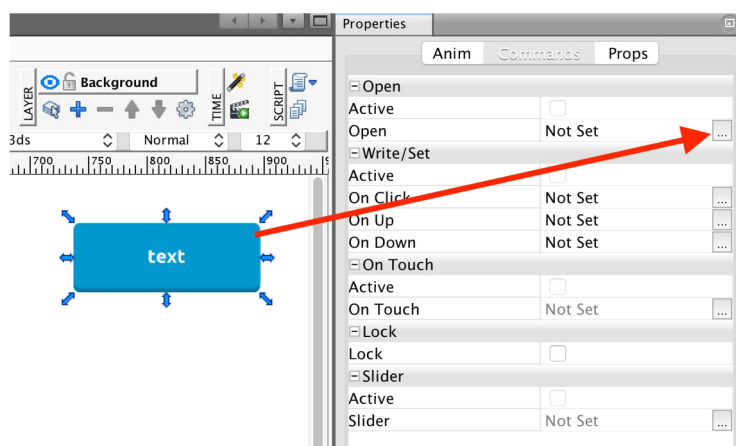 Properties
Anim Commands Props
LAYER
Background
TIME
SCRIPT
3ds Normal 12
700 750 800 850 900
text
Open
Active
Open Not Set ...
Write/Set
Active
On Click Not Set ...
On Up Not Set ...
On Down Not Set ...
On Touch
Active
On Touch Not Set ...
Lock
Lock
Slider
Active
Slider Not Set ...